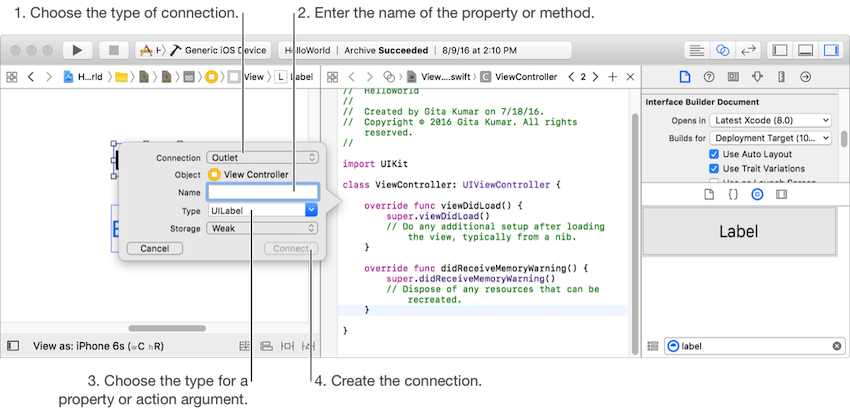 1. Choose the type of connection.
2. Enter the name of the property or method.
Generic iOS Device
HelloWorld | Archive Succeeded | 8/9/16 at 2:10 PM
H...rld
View
L Label
View....swift
C ViewController
2
// HelloWorld
//
// Created by Gita Kumar on 7/18/16.
// Copyright © 2016 Gita Kumar. All rights
reserved.
//
import UIKit
class ViewController: UIViewController {
override func viewDidLoad() {
super.viewDidLoad()
// Do any additional setup after loading
the view, typically from a nib.
}
override func didReceiveMemoryWarning() {
super.didReceiveMemoryWarning()
// Dispose of any resources that can be
recreated.
}
}
Connection Outlet
Object View Controller
Name
Type UILabel
Storage Weak
Cancel Connect
View as: iPhone 6s (wC hR)
Interface Builder Document
Opens in Latest Xcode (8.0)
Builds for Deployment Target (10...
Use Auto Layout
Use Trait Variations
{}
Label
label
3. Choose the type for a
property or action argument.
4. Create the connection.